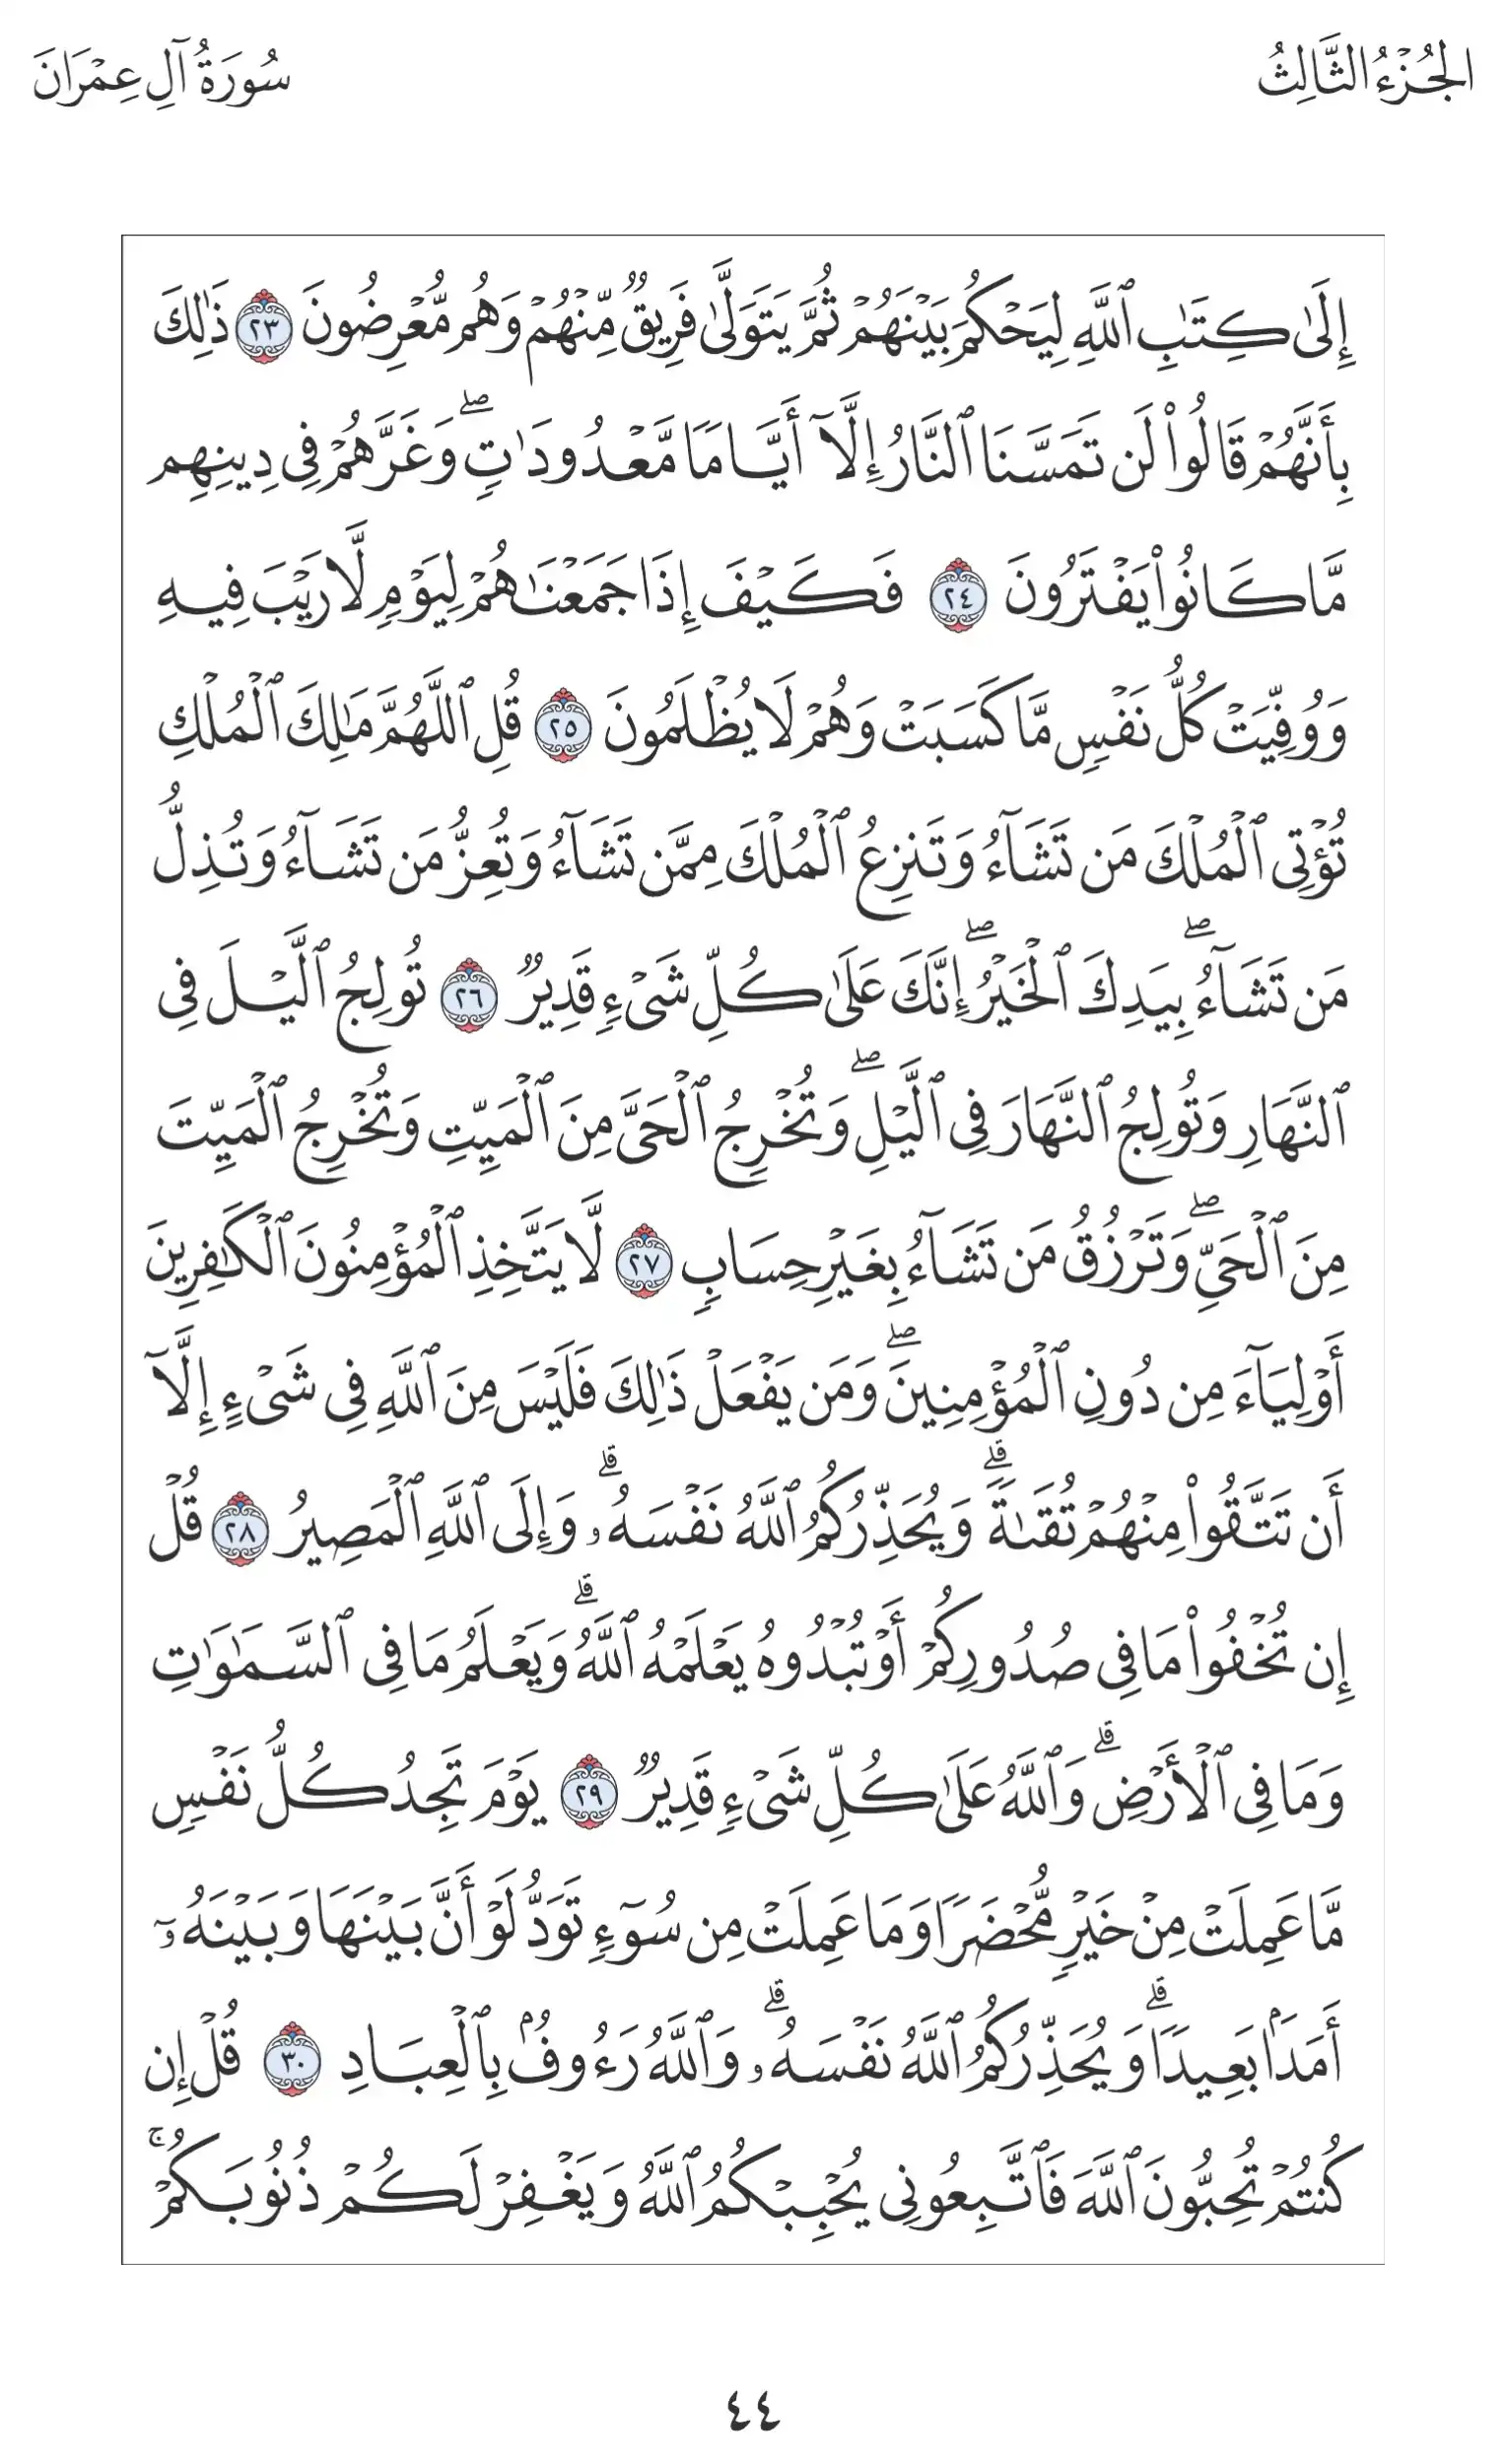 الجُزْءُ الثَّالِثُ
سُورَةُ آلِ عِمْرَانَ
إِلَىٰ كِتَٰبِ ٱللَّهِ لِيَحْكُمَ بَيْنَهُمْ ثُمَّ يَتَوَلَّىٰ فَرِيقٌ مِّنْهُمْ وَهُم مُّعْرِضُونَ ٢٣ ذَٰلِكَ
بِأَنَّهُمْ قَالُوا۟ لَن تَمَسَّنَا ٱلنَّارُ إِلَّآ أَيَّامًا مَّعْدُودَٰتٍۖ وَغَرَّهُمْ فِى دِينِهِم
مَّا كَانُوا۟ يَفْتَرُونَ ٢٤ فَكَيْفَ إِذَا جَمَعْنَٰهُمْ لِيَوْمٍ لَّا رَيْبَ فِيهِ
وَوُفِّيَتْ كُلُّ نَفْسٍ مَّا كَسَبَتْ وَهُمْ لَا يُظْلَمُونَ ٢٥ قُلِ ٱللَّهُمَّ مَٰلِكَ ٱلْمُلْكِ
تُؤْتِى ٱلْمُلْكَ مَن تَشَآءُ وَتَنزِعُ ٱلْمُلْكَ مِمَّن تَشَآءُ وَتُعِزُّ مَن تَشَآءُ وَتُذِلُّ
مَن تَشَآءُۖ بِيَدِكَ ٱلْخَيْرُۖ إِنَّكَ عَلَىٰ كُلِّ شَىْءٍ قَدِيرٌ ٢٦ تُولِجُ ٱلَّيْلَ فِى
ٱلنَّهَارِ وَتُولِجُ ٱلنَّهَارَ فِى ٱلَّيْلِۖ وَتُخْرِجُ ٱلْحَىَّ مِنَ ٱلْمَيِّتِ وَتُخْرِجُ ٱلْمَيِّتَ
مِنَ ٱلْحَىِّۖ وَتَرْزُقُ مَن تَشَآءُ بِغَيْرِ حِسَابٍ ٢٧ لَّا يَتَّخِذِ ٱلْمُؤْمِنُونَ ٱلْكَٰفِرِينَ
أَوْلِيَآءَ مِن دُونِ ٱلْمُؤْمِنِينَۖ وَمَن يَفْعَلْ ذَٰلِكَ فَلَيْسَ مِنَ ٱللَّهِ فِى شَىْءٍ إِلَّآ
أَن تَتَّقُوا۟ مِنْهُمْ تُقَىٰةًۗ وَيُحَذِّرُكُمُ ٱللَّهُ نَفْسَهُۥۗ وَإِلَى ٱللَّهِ ٱلْمَصِيرُ ٢٨ قُلْ
إِن تُخْفُوا۟ مَا فِى صُدُورِكُمْ أَوْ تُبْدُوهُ يَعْلَمْهُ ٱللَّهُۗ وَيَعْلَمُ مَا فِى ٱلسَّمَٰوَٰتِ
وَمَا فِى ٱلْأَرْضِۗ وَٱللَّهُ عَلَىٰ كُلِّ شَىْءٍ قَدِيرٌ ٢٩ يَوْمَ تَجِدُ كُلُّ نَفْسٍ
مَّا عَمِلَتْ مِنْ خَيْرٍ مُّحْضَرًا وَمَا عَمِلَتْ مِن سُوٓءٍ تَوَدُّ لَوْ أَنَّ بَيْنَهَا وَبَيْنَهُۥٓ
أَمَدًۢا بَعِيدًاۗ وَيُحَذِّرُكُمُ ٱللَّهُ نَفْسَهُۥۗ وَٱللَّهُ رَءُوفٌۢ بِٱلْعِبَادِ ٣٠ قُلْ إِن
كُنتُمْ تُحِبُّونَ ٱللَّهَ فَٱتَّبِعُونِى يُحْبِبْكُمُ ٱللَّهُ وَيَغْفِرْ لَكُمْ ذُنُوبَكُمْۚ
٤٤